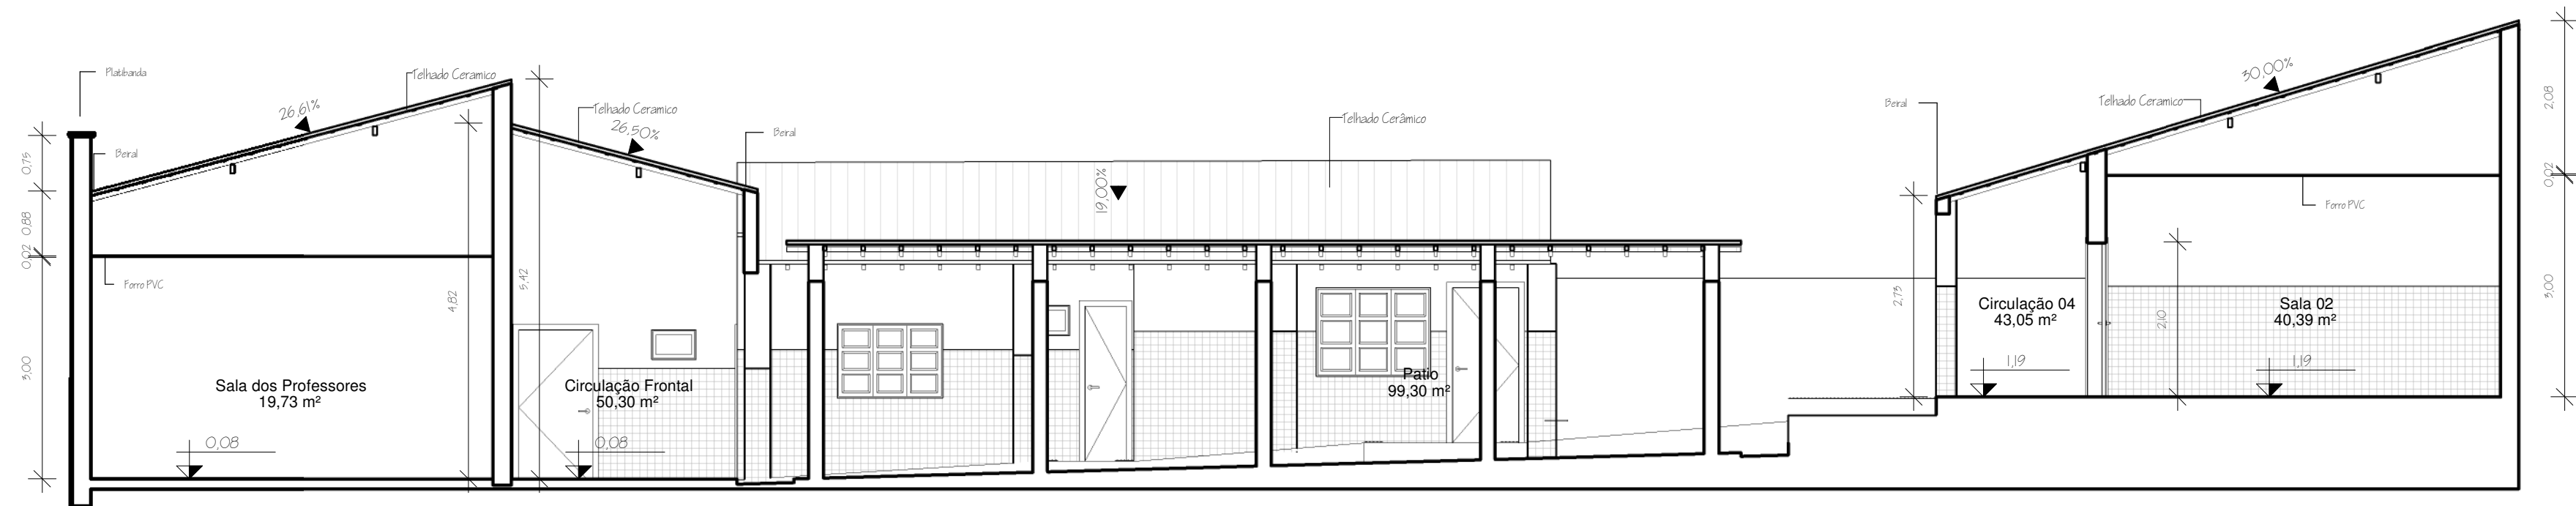 Platibanda
Telhado Ceramico
26,61%
Beiral
0,75
0,88
0,02
3,00
Forro PVC
Sala dos Professores
19,73 m²
0,08
4,82
5,42
Telhado Ceramico
26,50%
Beiral
Circulação Frontal
50,30 m²
0,08
Telhado Cerâmico
19,00%
Patio
99,30 m²
Beiral
Telhado Ceramico
30,00%
2,08
0,02
3,00
Forro PVC
2,73
Circulação 04
43,05 m²
1,19
2,10
Sala 02
40,39 m²
1,19